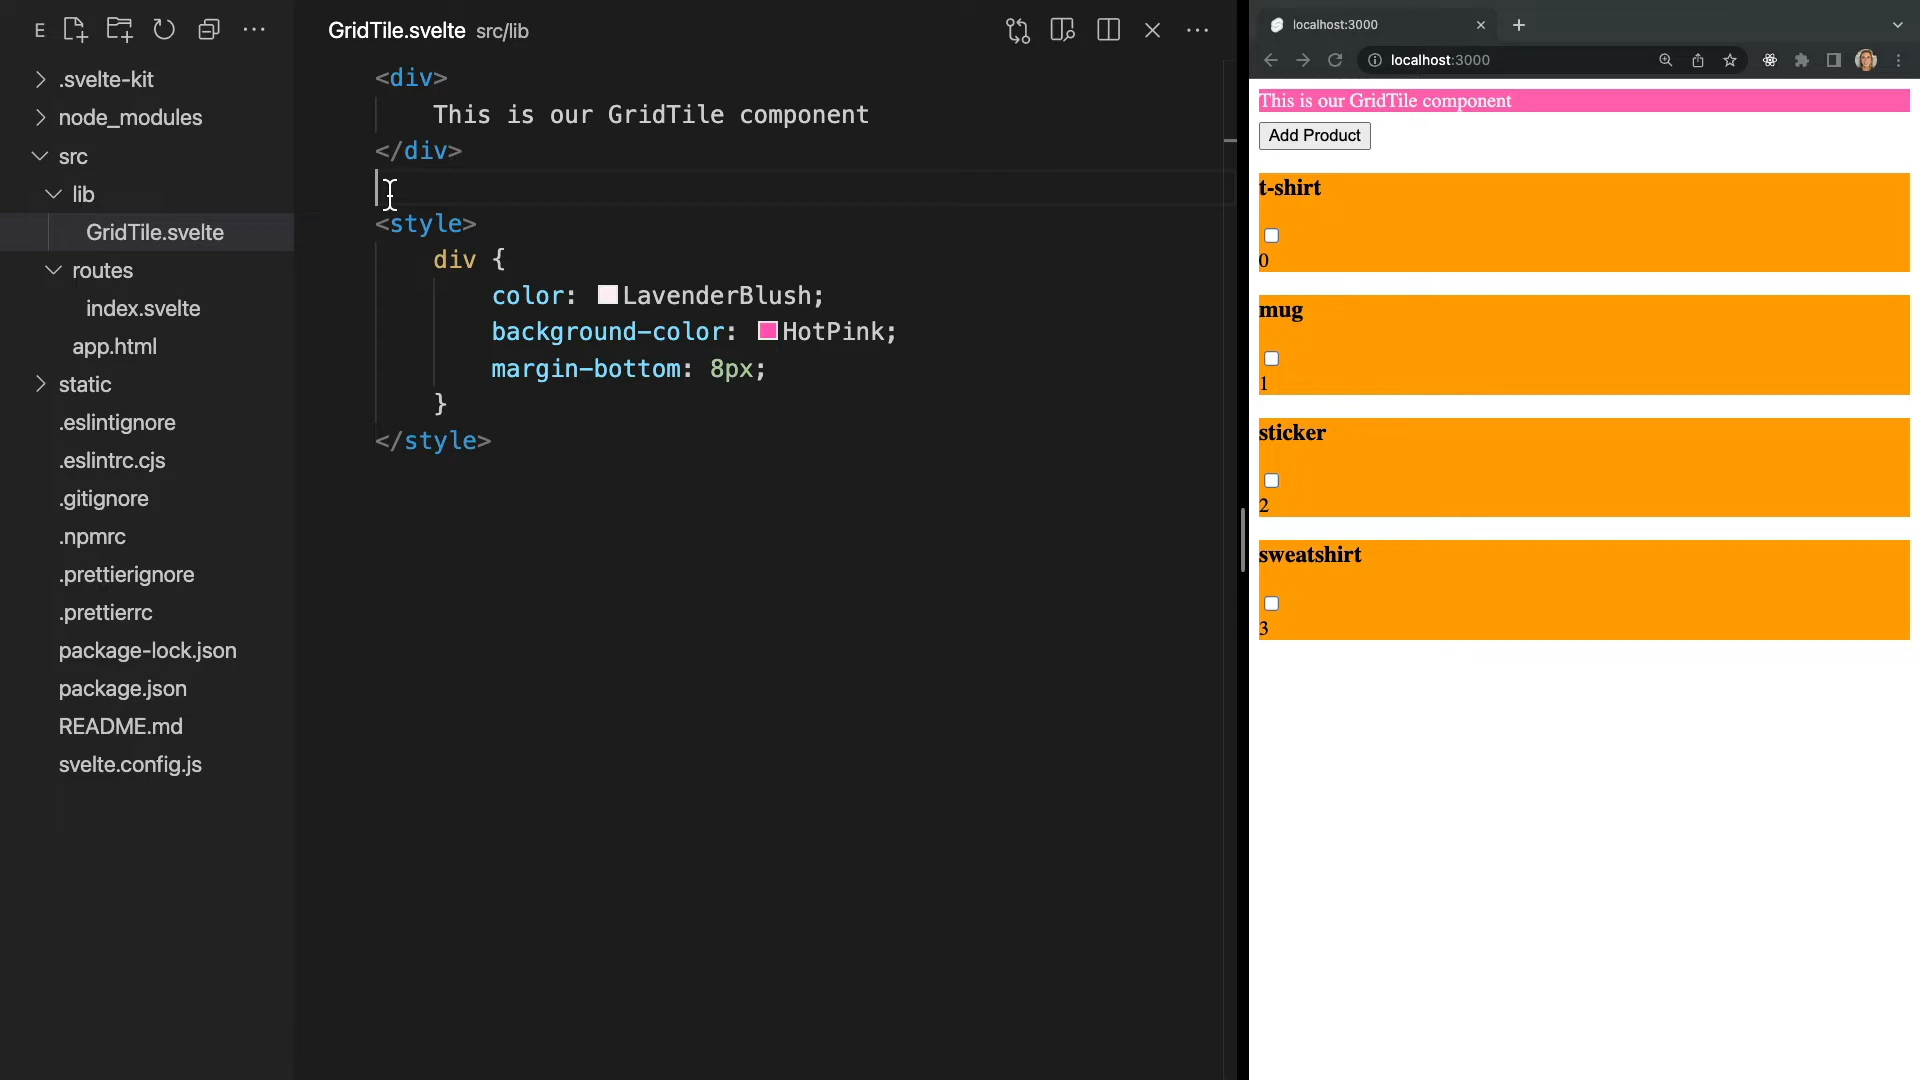 E
.svelte-kit
node_modules
src
lib
GridTile.svelte
routes
index.svelte
app.html
static
.eslintignore
.eslintrc.cjs
.gitignore
.npmrc
.prettierignore
.prettierrc
package-lock.json
package.json
README.md
svelte.config.js
GridTile.svelte src/lib
<div>
This is our GridTile component
</div>
<style>
div {
color: LavenderBlush;
background-color: HotPink;
margin-bottom: 8px;
}
</style>
localhost:3000
localhost:3000
This is our GridTile component
Add Product
t-shirt
0
mug
1
sticker
2
sweatshirt
3